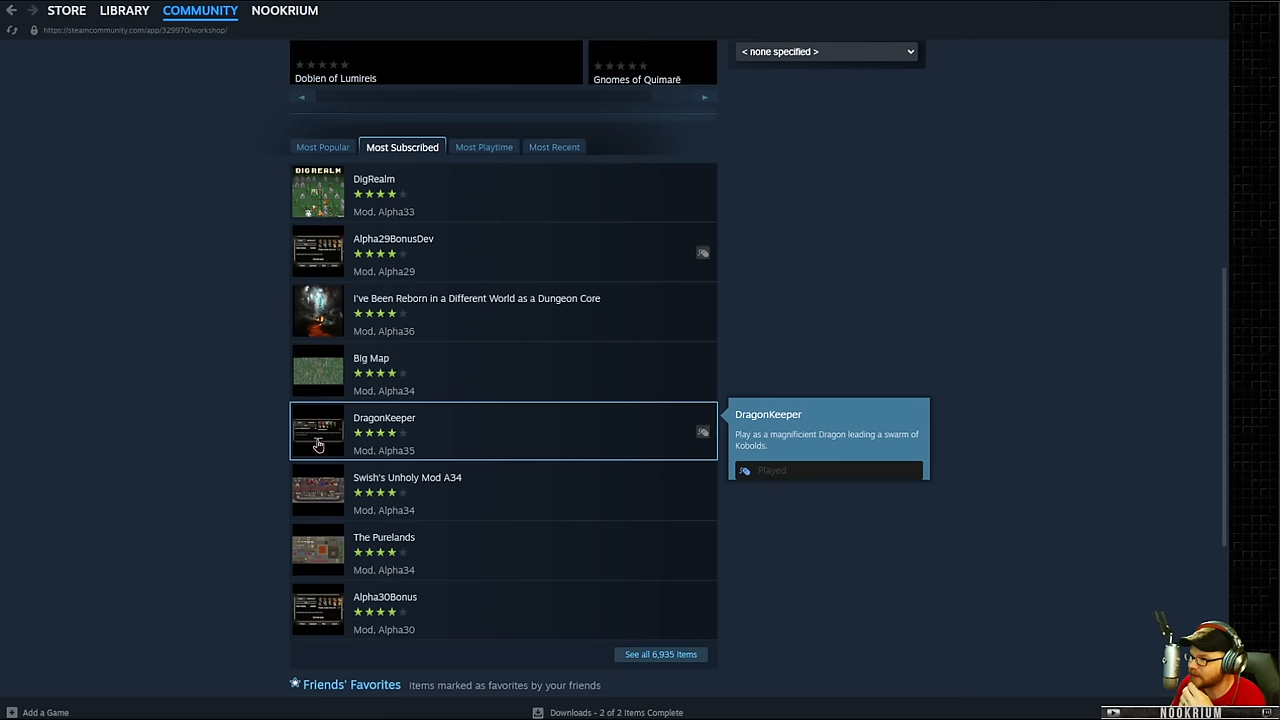 STORE LIBRARY COMMUNITY NOOKRIUM
https://steamcommunity.com/app/329970/workshop/
< none specified >
Doblen of Lumireis
Gnomes of Quimarë
Most Popular Most Subscribed Most Playtime Most Recent
DIGREALM
DigRealm
Mod, Alpha33
Alpha29BonusDev
Mod, Alpha29
I've Been Reborn in a Different World as a Dungeon Core
Mod, Alpha36
Big Map
Mod, Alpha34
DragonKeeper
Mod, Alpha35
DragonKeeper
Play as a magnificient Dragon leading a swarm of
Kobolds.
Played
Swish's Unholy Mod A34
Mod, Alpha34
The Purelands
Mod, Alpha34
Alpha30Bonus
Mod, Alpha30
See all 6,935 Items
Friends' Favorites Items marked as favorites by your friends
Add a Game
Downloads - 2 of 2 Items Complete
NOOKRIUM